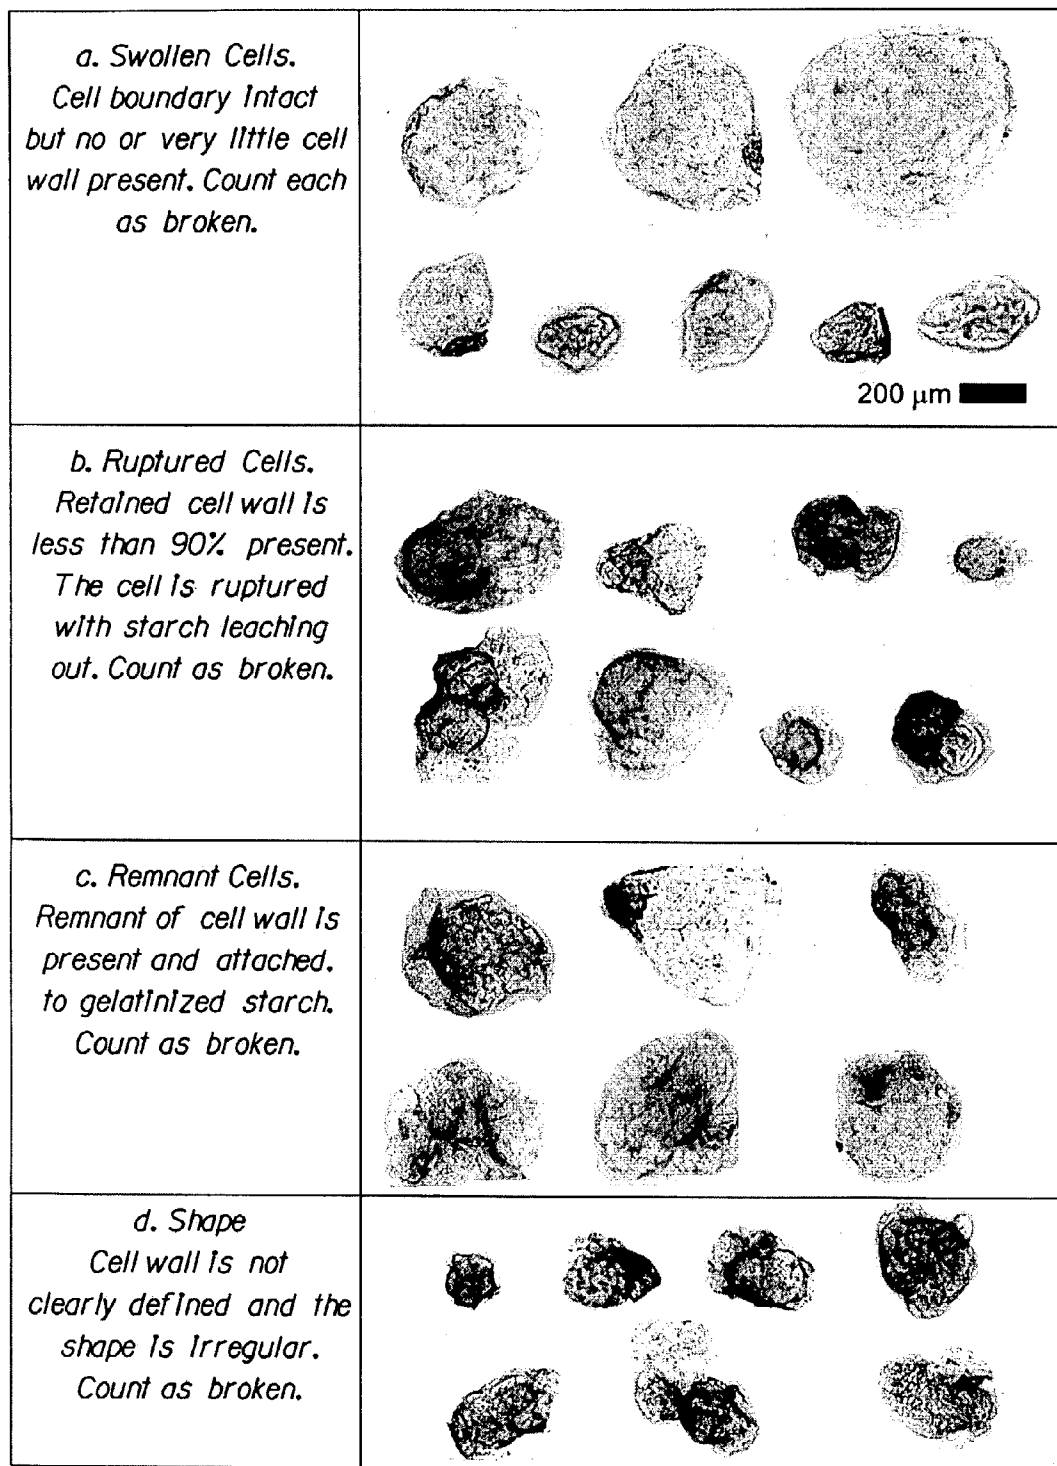 a. Swollen Cells.
Cell boundary intact
but no or very little cell
wall present. Count each
as broken.
200 μm
b. Ruptured Cells.
Retained cell wall is
less than 90% present.
The cell is ruptured
with starch leaching
out. Count as broken.
c. Remnant Cells.
Remnant of cell wall is
present and attached.
to gelatinized starch.
Count as broken.
d. Shape
Cell wall is not
clearly defined and the
shape is irregular.
Count as broken.